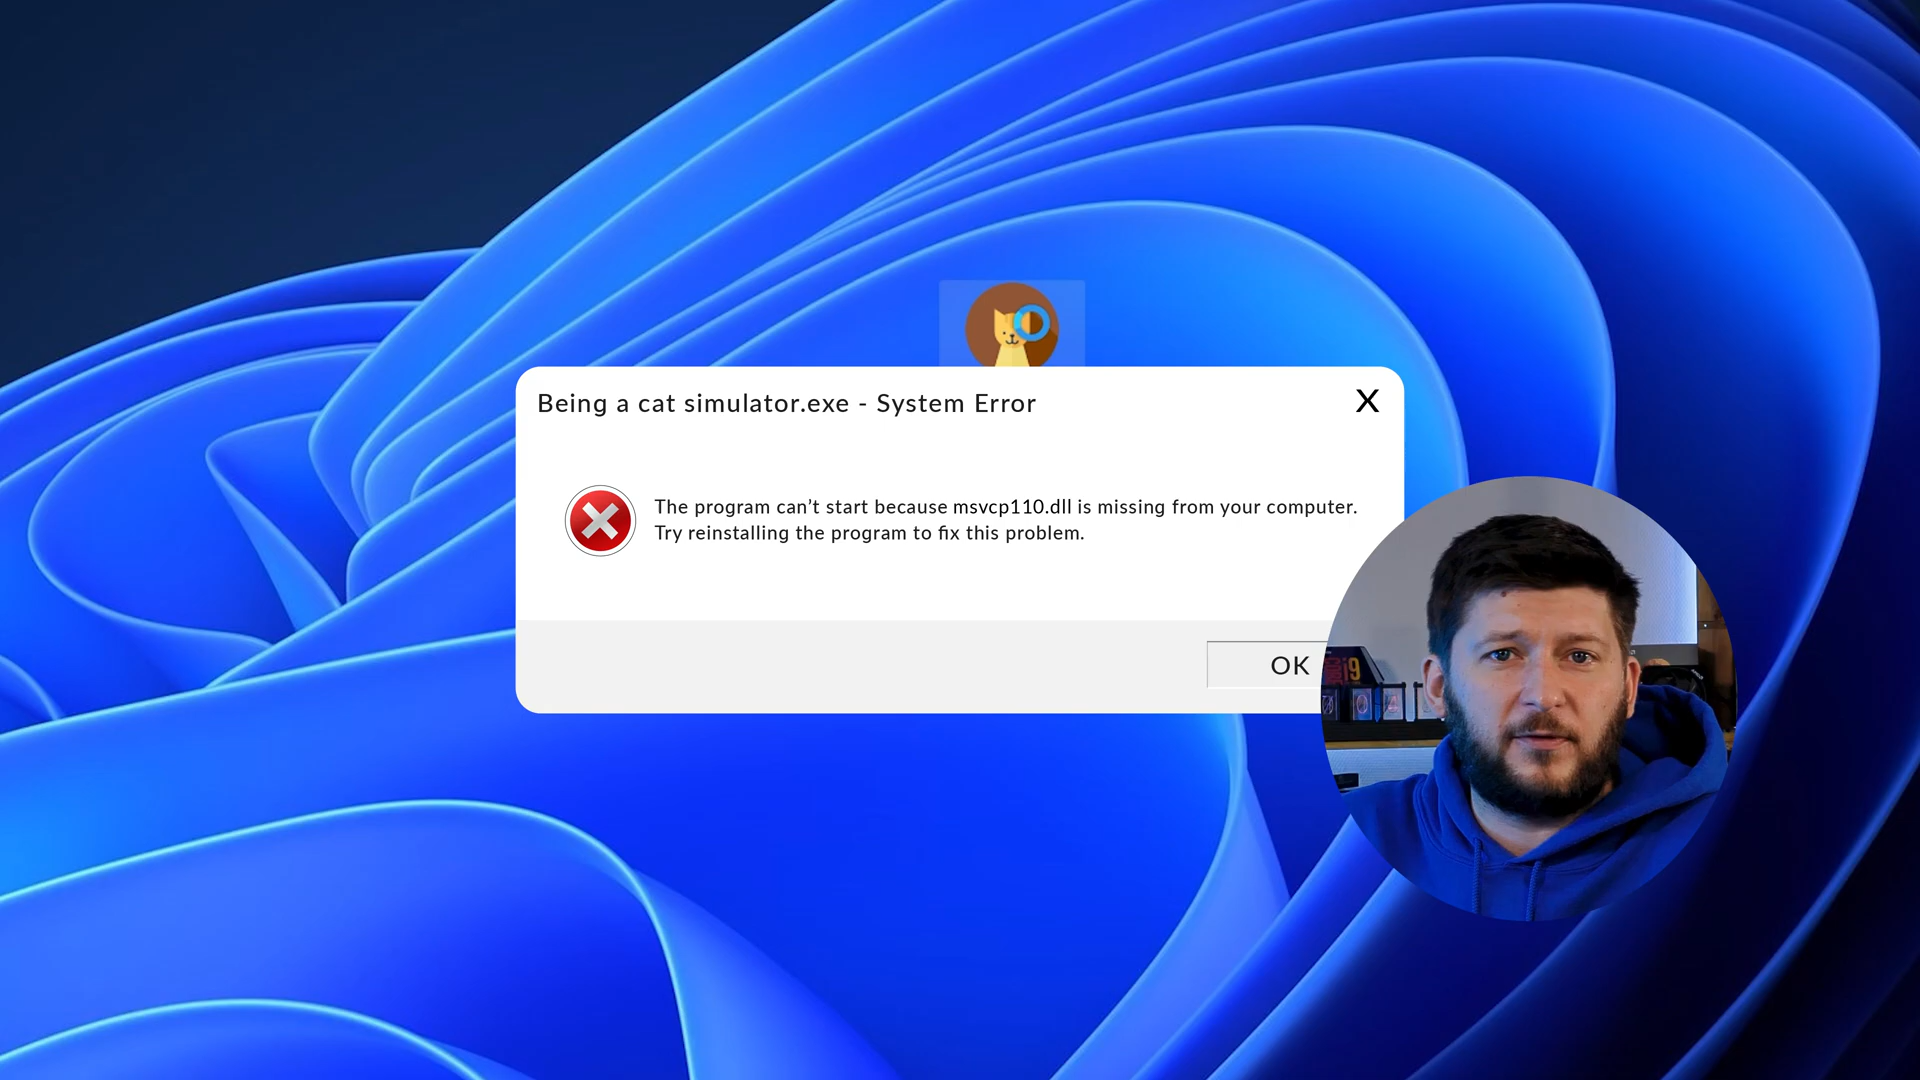 Being a cat simulator.exe - System Error
X
The program can’t start because msvcp110.dll is missing from your computer.
Try reinstalling the program to fix this problem.
OK
i9